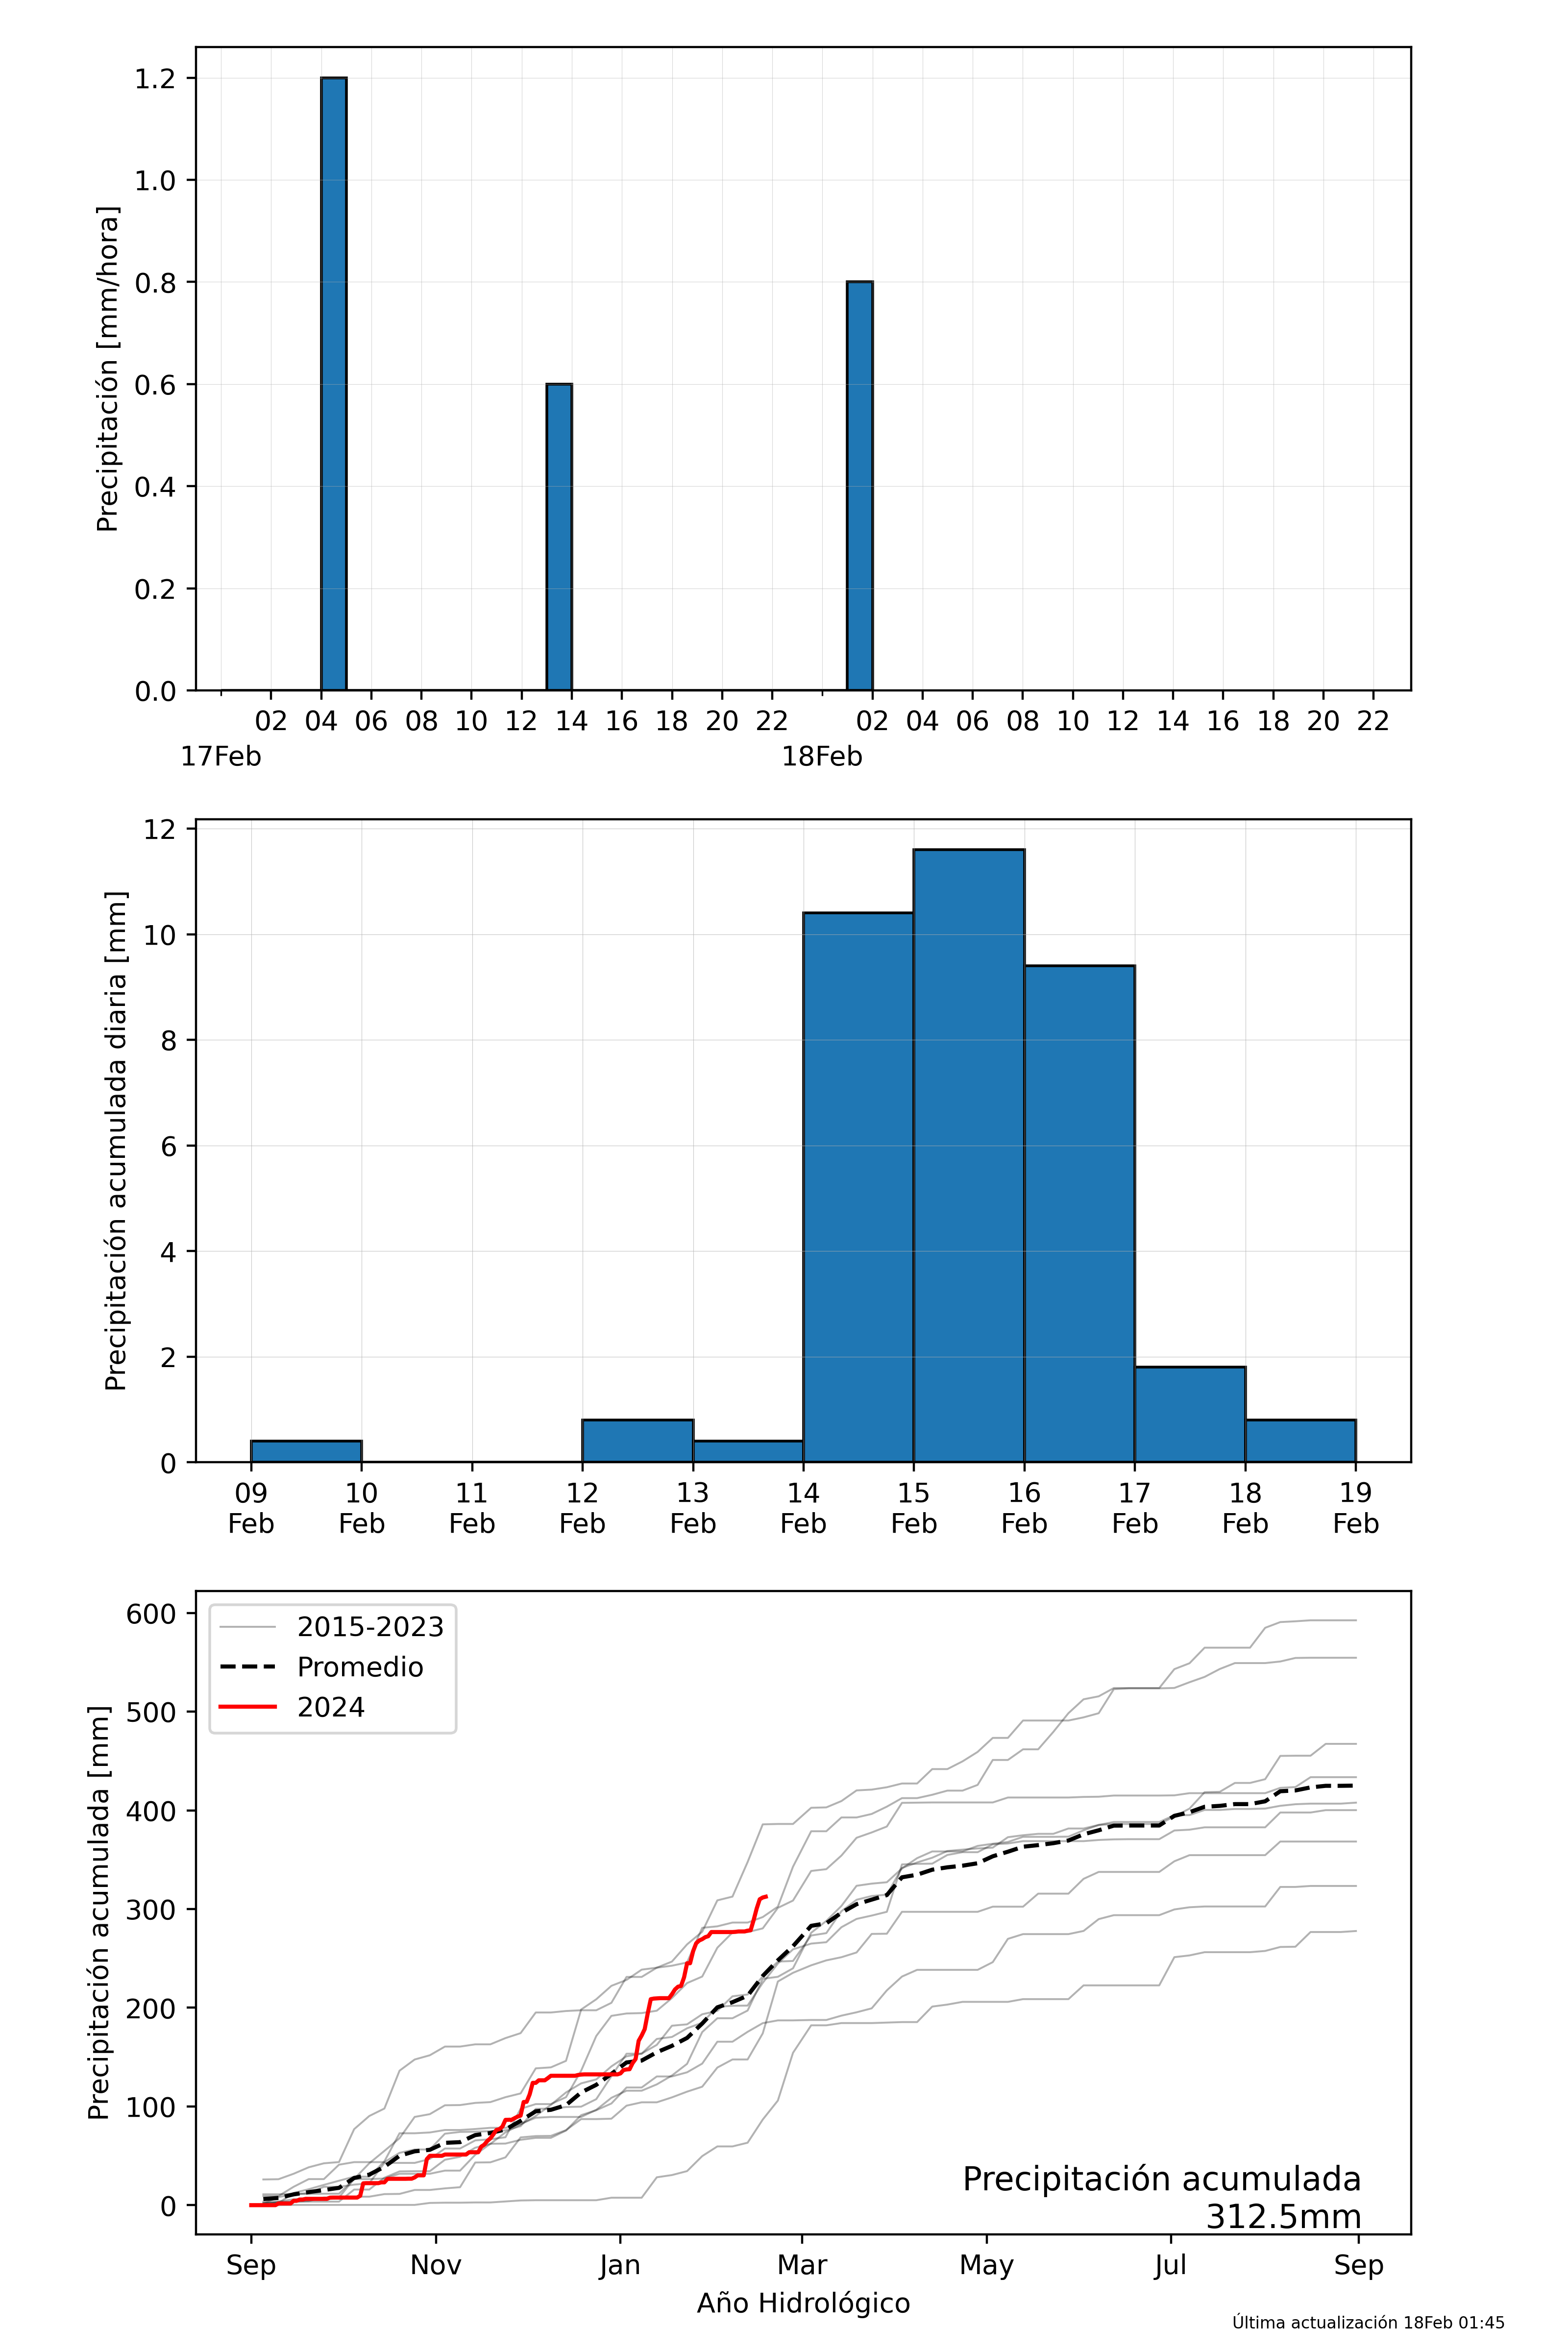 1.2
1.0
0.8
0.6
0.4
0.2
0.0
Precipitación [mm/hora]
02 04 06 08 10 12 14 16 18 20 22 02 04 06 08 10 12 14 16 18 20 22
17Feb 18Feb
12
10
8
6
4
2
0
Precipitación acumulada diaria [mm]
09 10 11 12 13 14 15 16 17 18 19
Feb Feb Feb Feb Feb Feb Feb Feb Feb Feb Feb
600
500
400
300
200
100
0
Precipitación acumulada [mm]
2015-2023
Promedio
2024
Precipitación acumulada
312.5mm
Sep Nov Jan Mar May Jul Sep
Año Hidrológico
Última actualización 18Feb 01:45